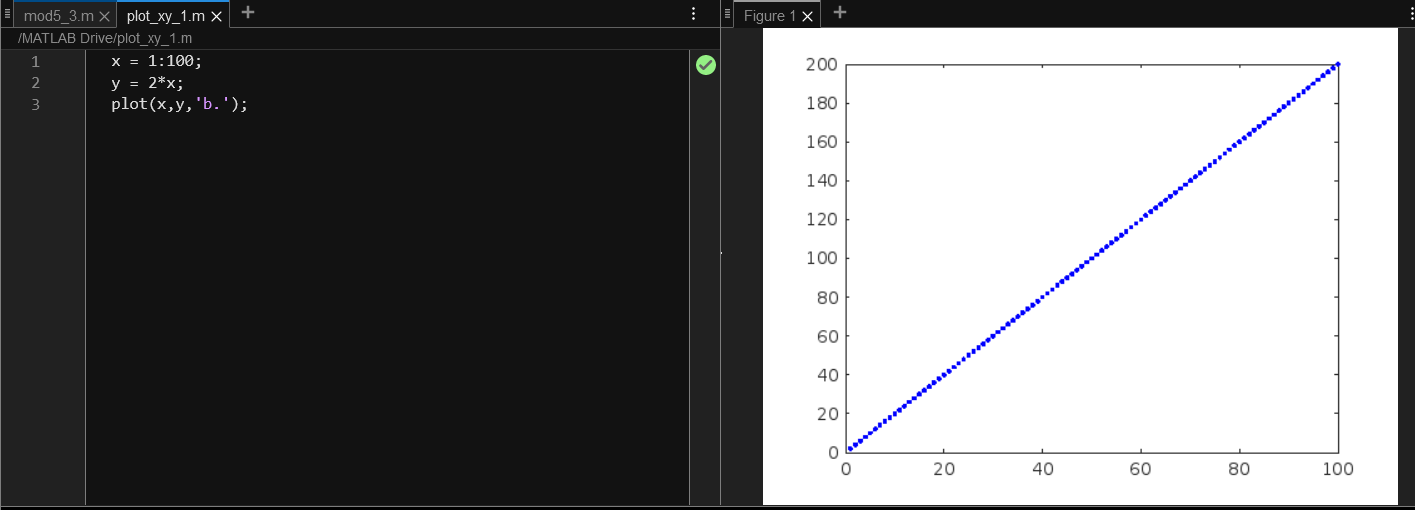 mod5_3.m
plot_xy_1.m
/MATLAB Drive/plot_xy_1.m
1 x = 1:100;
2 y = 2*x;
3 plot(x,y,'b.');
Figure 1
200
180
160
140
120
100
80
60
40
20
0
0 20 40 60 80 100